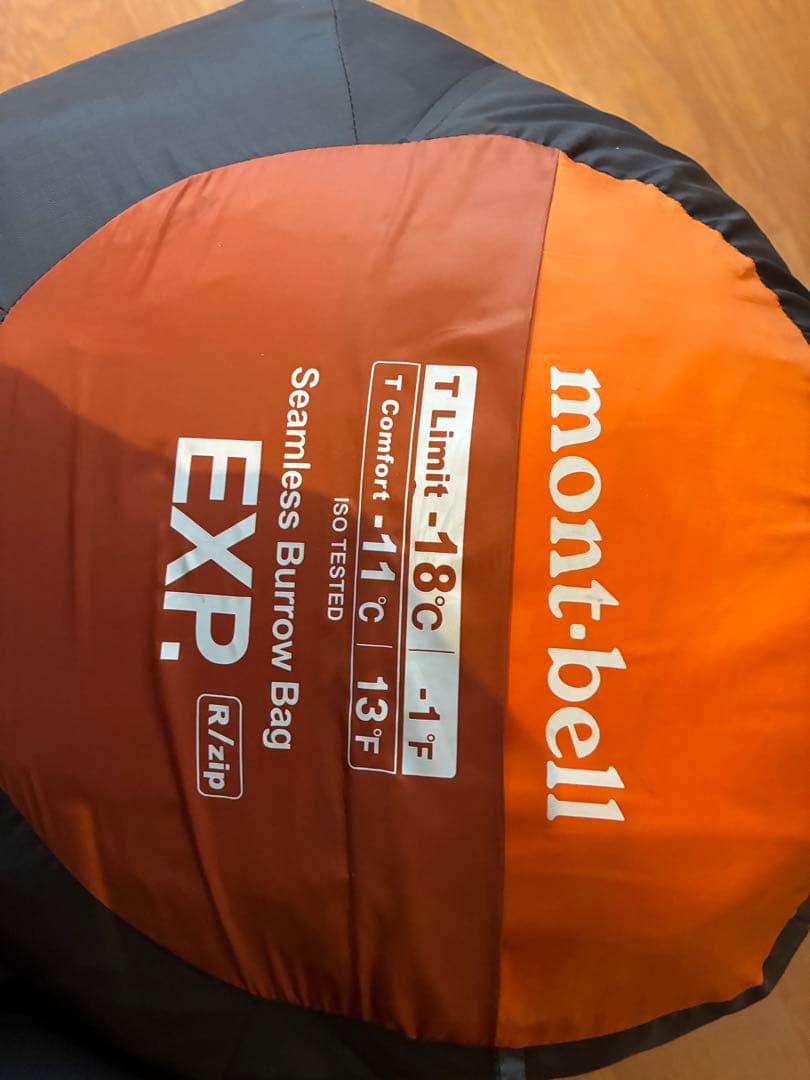 mont-bell
T Limit -18℃ | -1°F
T Comfort -11℃ | 13°F
ISO TESTED
Seamless Burrow Bag
EXP. R/zip